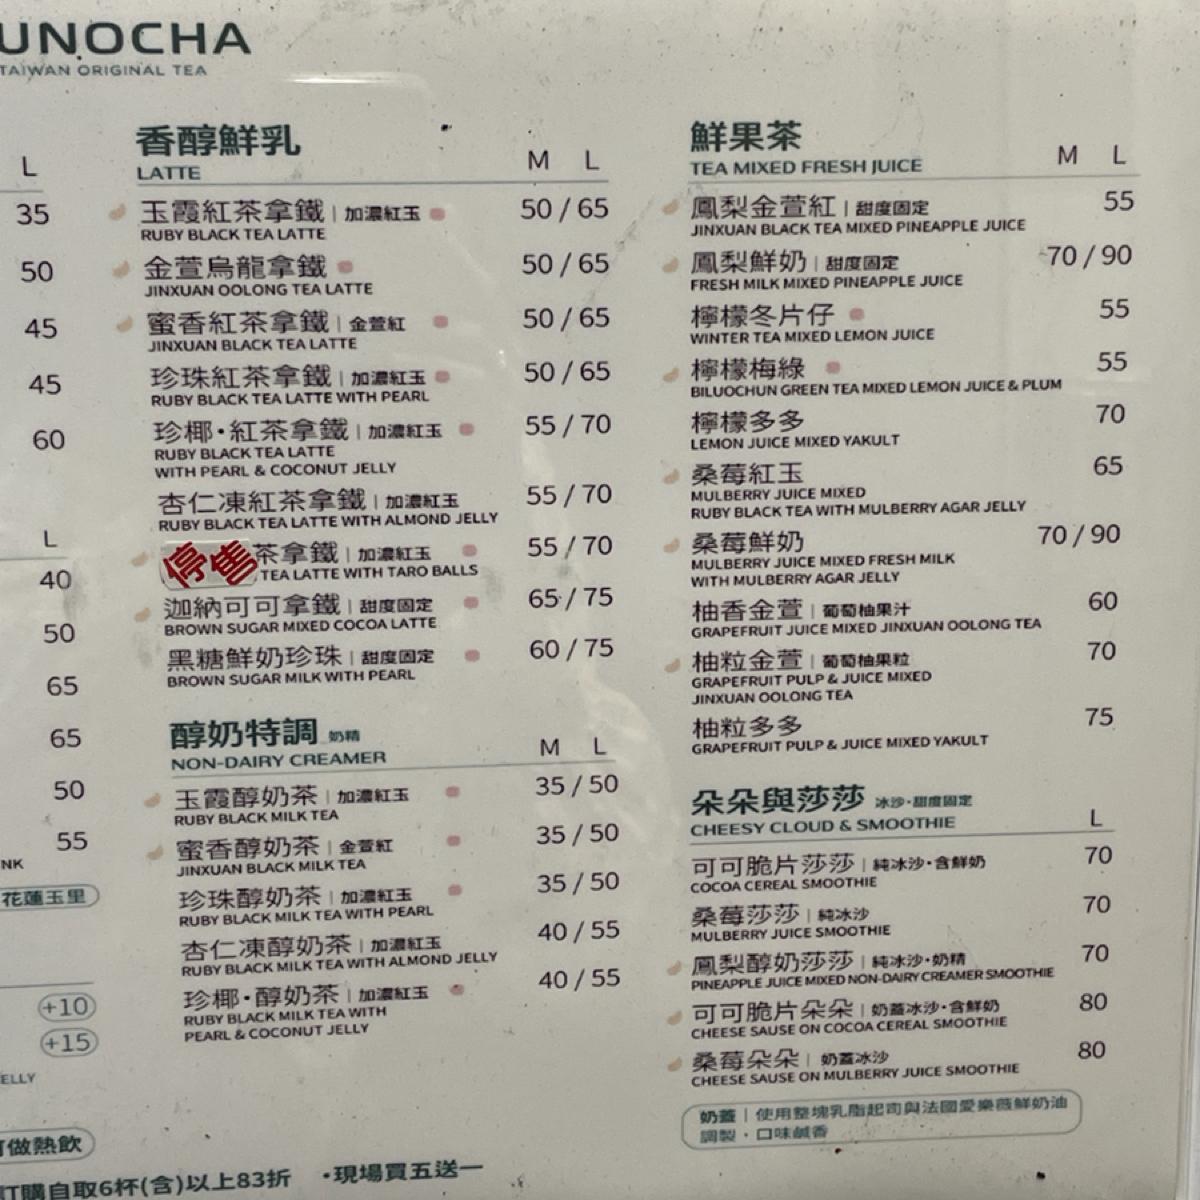 UNOCHA
TAIWAN ORIGINAL TEA
L
35
50
45
45
60
L
40
50
65
65
50
55
NK
花蓮玉里
+10
+15
ELLY
做熱飲
訂購自取6杯(含)以上83折 •現場買五送一
香醇鮮乳
LATTE M L
玉霞紅茶拿鐵 | 加濃紅玉 50 / 65
RUBY BLACK TEA LATTE
金萱烏龍拿鐵 50 / 65
JINXUAN OOLONG TEA LATTE
蜜香紅茶拿鐵 | 金萱紅 50 / 65
JINXUAN BLACK TEA LATTE
珍珠紅茶拿鐵 | 加濃紅玉 50 / 65
RUBY BLACK TEA LATTE WITH PEARL
珍椰•紅茶拿鐵 | 加濃紅玉 55 / 70
RUBY BLACK TEA LATTE
WITH PEARL & COCONUT JELLY
杏仁凍紅茶拿鐵 | 加濃紅玉 55 / 70
RUBY BLACK TEA LATTE WITH ALMOND JELLY
停售 茶拿鐵 | 加濃紅玉 55 / 70
TEA LATTE WITH TARO BALLS
迦納可可拿鐵 | 甜度固定 65 / 75
BROWN SUGAR MIXED COCOA LATTE
黑糖鮮奶珍珠 | 甜度固定 60 / 75
BROWN SUGAR MILK WITH PEARL
醇奶特調 奶精
NON-DAIRY CREAMER M L
玉霞醇奶茶 | 加濃紅玉 35 / 50
RUBY BLACK MILK TEA
蜜香醇奶茶 | 金萱紅 35 / 50
JINXUAN BLACK MILK TEA
珍珠醇奶茶 | 加濃紅玉 35 / 50
RUBY BLACK MILK TEA WITH PEARL
杏仁凍醇奶茶 | 加濃紅玉 40 / 55
RUBY BLACK MILK TEA WITH ALMOND JELLY
珍椰•醇奶茶 | 加濃紅玉 40 / 55
RUBY BLACK MILK TEA WITH
PEARL & COCONUT JELLY
鮮果茶
TEA MIXED FRESH JUICE M L
鳳梨金萱紅 | 甜度固定 55
JINXUAN BLACK TEA MIXED PINEAPPLE JUICE
鳳梨鮮奶 | 甜度固定 70 / 90
FRESH MILK MIXED PINEAPPLE JUICE
檸檬冬片仔 55
WINTER TEA MIXED LEMON JUICE
檸檬梅綠 55
BILUOCHUN GREEN TEA MIXED LEMON JUICE & PLUM
檸檬多多 70
LEMON JUICE MIXED YAKULT
桑莓紅玉 65
MULBERRY JUICE MIXED
RUBY BLACK TEA WITH MULBERRY AGAR JELLY
桑莓鮮奶 70 / 90
MULBERRY JUICE MIXED FRESH MILK
WITH MULBERRY AGAR JELLY
柚香金萱 | 葡萄柚果汁 60
GRAPEFRUIT JUICE MIXED JINXUAN OOLONG TEA
柚粒金萱 | 葡萄柚果粒 70
GRAPEFRUIT PULP & JUICE MIXED
JINXUAN OOLONG TEA
柚粒多多 75
GRAPEFRUIT PULP & JUICE MIXED YAKULT
朵朵與莎莎 冰沙•甜度固定
CHEESY CLOUD & SMOOTHIE L
可可脆片莎莎 | 純冰沙•含鮮奶 70
COCOA CEREAL SMOOTHIE
桑莓莎莎 | 純冰沙 70
MULBERRY JUICE SMOOTHIE
鳳梨醇奶莎莎 | 純冰沙•奶精 70
PINEAPPLE JUICE MIXED NON-DAIRY CREAMER SMOOTHIE
可可脆片朵朵 | 奶蓋冰沙•含鮮奶 80
CHEESE SAUSE ON COCOA CEREAL SMOOTHIE
桑莓朵朵 | 奶蓋冰沙 80
CHEESE SAUSE ON MULBERRY JUICE SMOOTHIE
奶蓋 | 使用整塊乳脂起司與法國愛樂薇鮮奶油
調製•口味鹹香